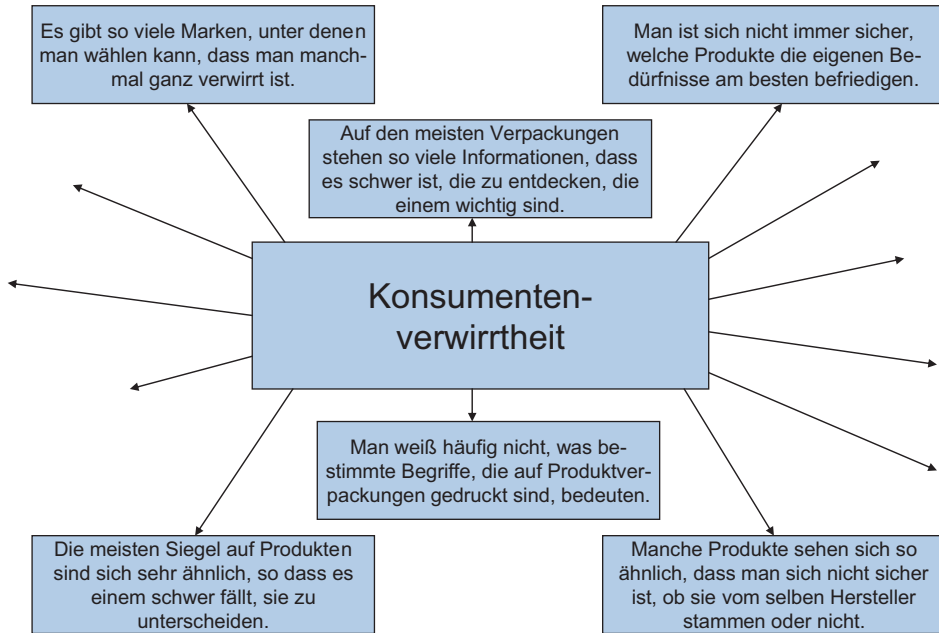 Es gibt so viele Marken, unter denen
man wählen kann, dass man manch-
mal ganz verwirrt ist.
Man ist sich nicht immer sicher,
welche Produkte die eigenen Be-
dürfnisse am besten befriedigen.
Auf den meisten Verpackungen
stehen so viele Informationen, dass
es schwer ist, die zu entdecken, die
einem wichtig sind.
Konsumenten-
verwirrtheit
Man weiß häufig nicht, was be-
stimmte Begriffe, die auf Produktver-
packungen gedruckt sind, bedeuten.
Die meisten Siegel auf Produkten
sind sich sehr ähnlich, so dass es
einem schwer fällt, sie zu
unterscheiden.
Manche Produkte sehen sich so
ähnlich, dass man sich nicht sicher
ist, ob sie vom selben Hersteller
stammen oder nicht.